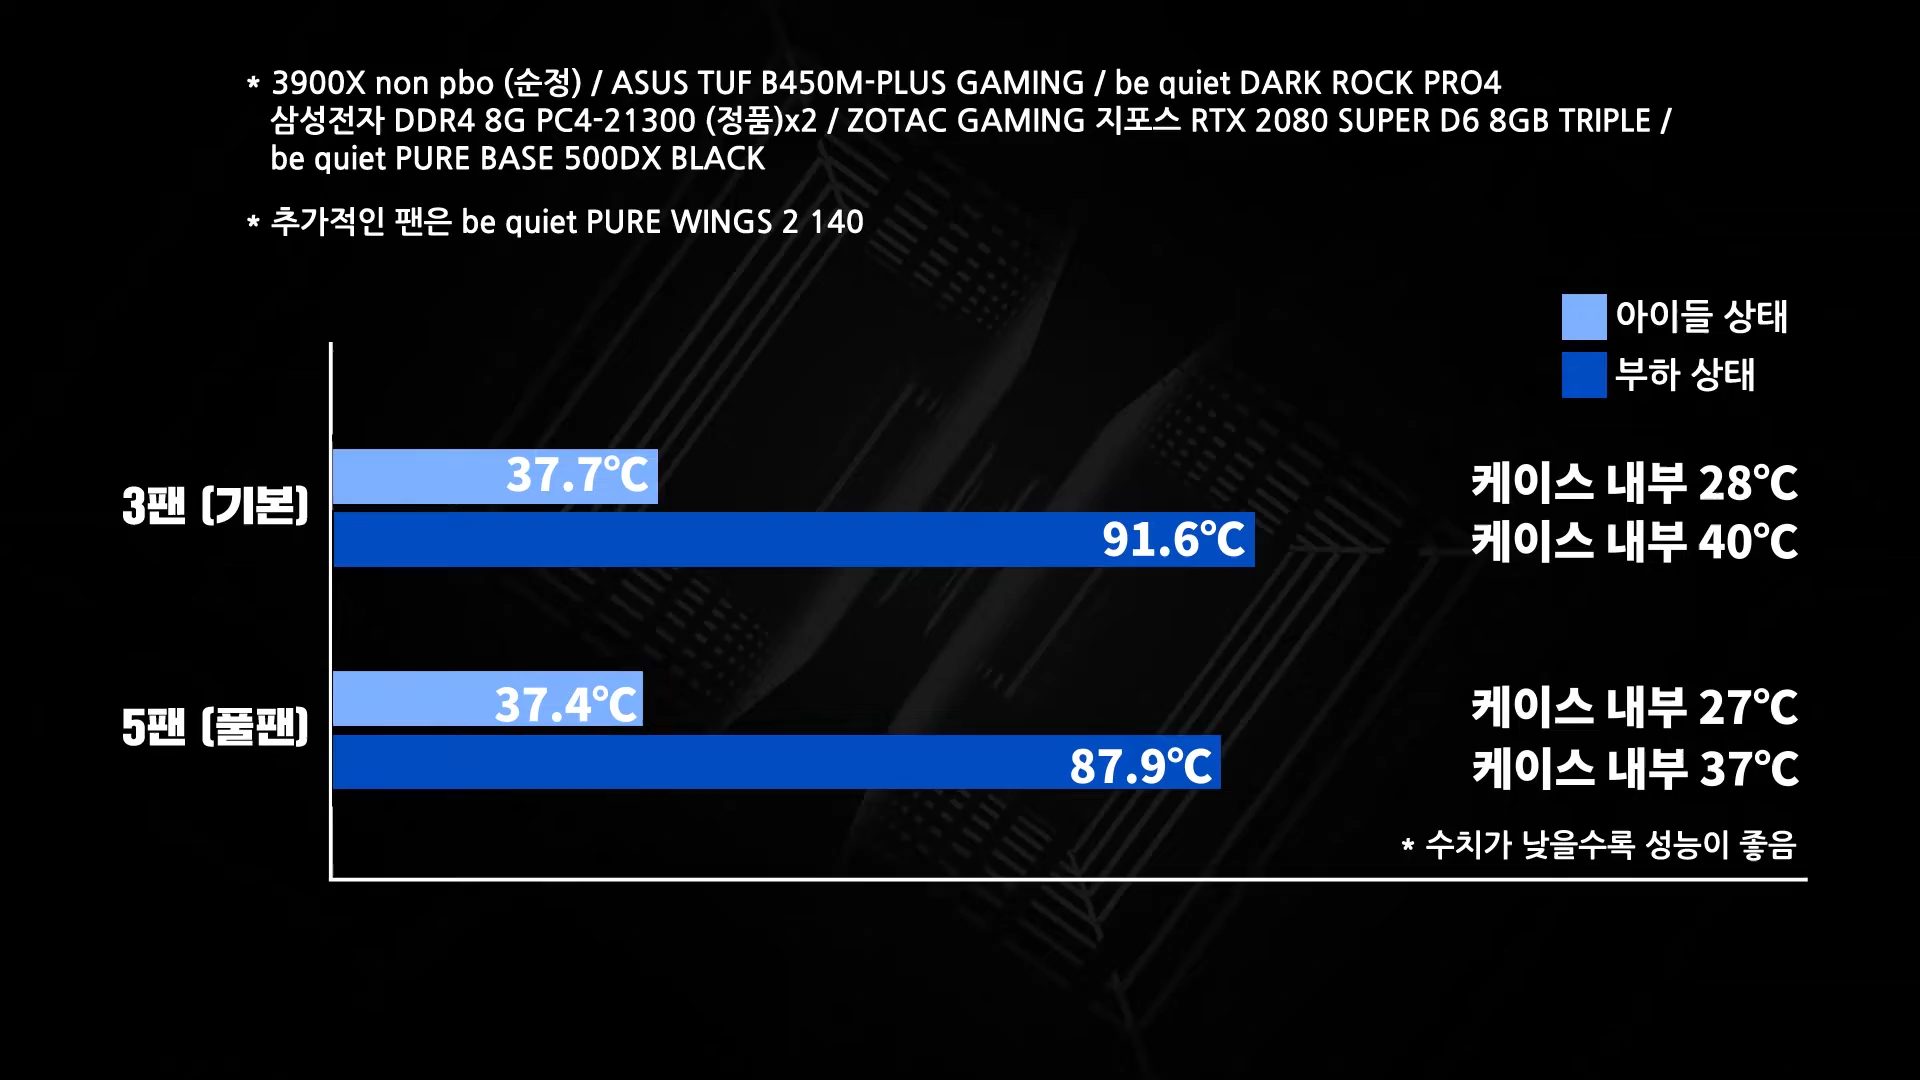 * 3900X non pbo (순정) / ASUS TUF B450M-PLUS GAMING / be quiet DARK ROCK PRO4
삼성전자 DDR4 8G PC4-21300 (정품)x2 / ZOTAC GAMING 지포스 RTX 2080 SUPER D6 8GB TRIPLE /
be quiet PURE BASE 500DX BLACK
* 추가적인 팬은 be quiet PURE WINGS 2 140
아이들 상태
부하 상태
3팬 (기본)
37.7℃
91.6℃
케이스 내부 28℃
케이스 내부 40℃
5팬 (풀팬)
37.4℃
87.9℃
케이스 내부 27℃
케이스 내부 37℃
* 수치가 낮을수록 성능이 좋음